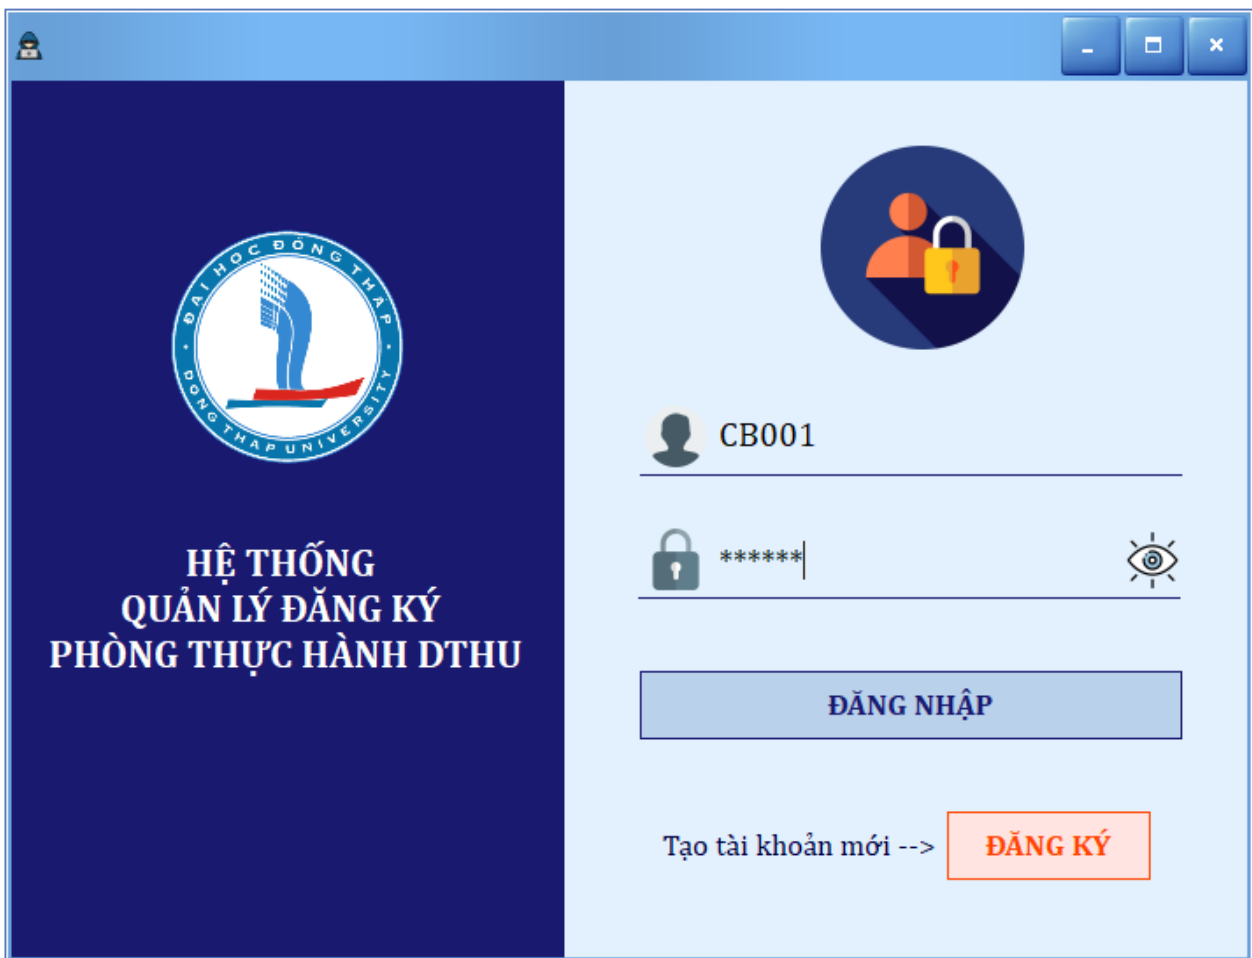 ĐẠI HỌC ĐỒNG THÁP
DONG THAP UNIVERSITY
HỆ THỐNG
QUẢN LÝ ĐĂNG KÝ
PHÒNG THỰC HÀNH DTHU
CB001
******
ĐĂNG NHẬP
Tạo tài khoản mới --> ĐĂNG KÝ